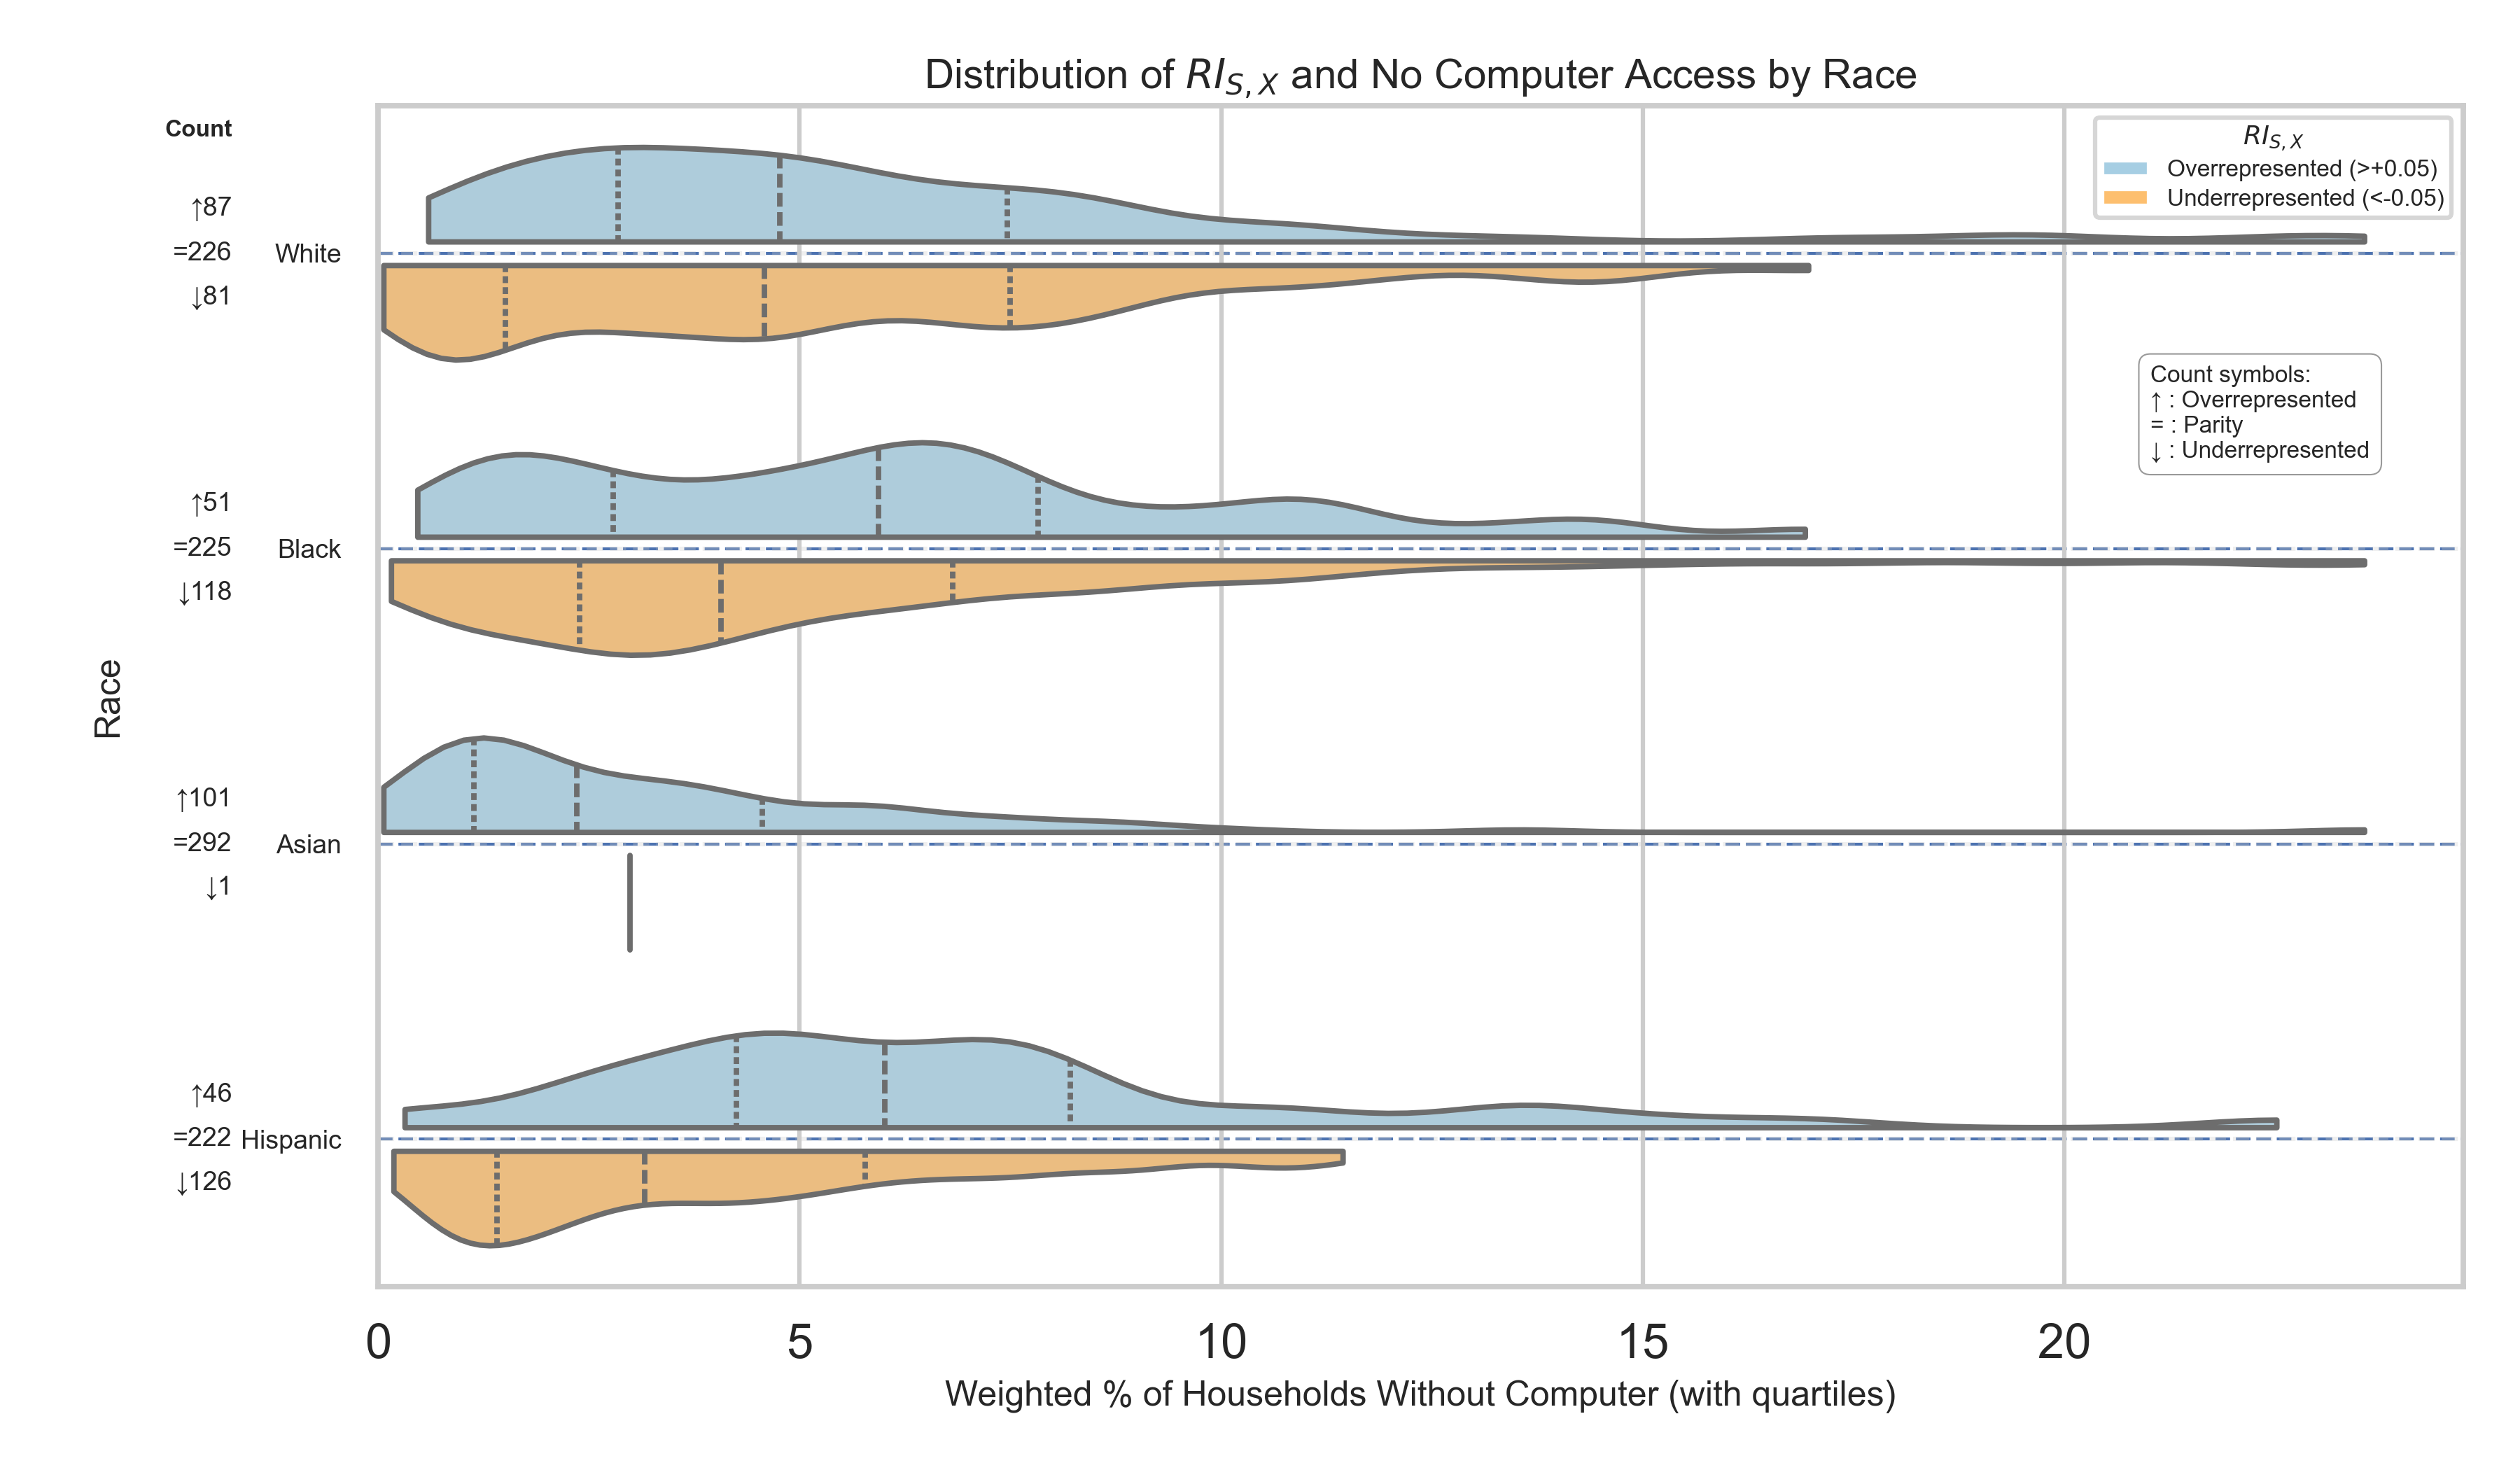 Distribution of RI_{S,X} and No Computer Access by Race
Count
RI_{S,X}
Overrepresented (>+0.05)
Underrepresented (<-0.05)
↑87
=226
White
↓81
Count symbols:
↑ : Overrepresented
= : Parity
↓ : Underrepresented
↑51
=225
Black
↓118
Race
↑101
=292
Asian
↓1
↑46
=222
Hispanic
↓126
0 5 10 15 20
Weighted % of Households Without Computer (with quartiles)